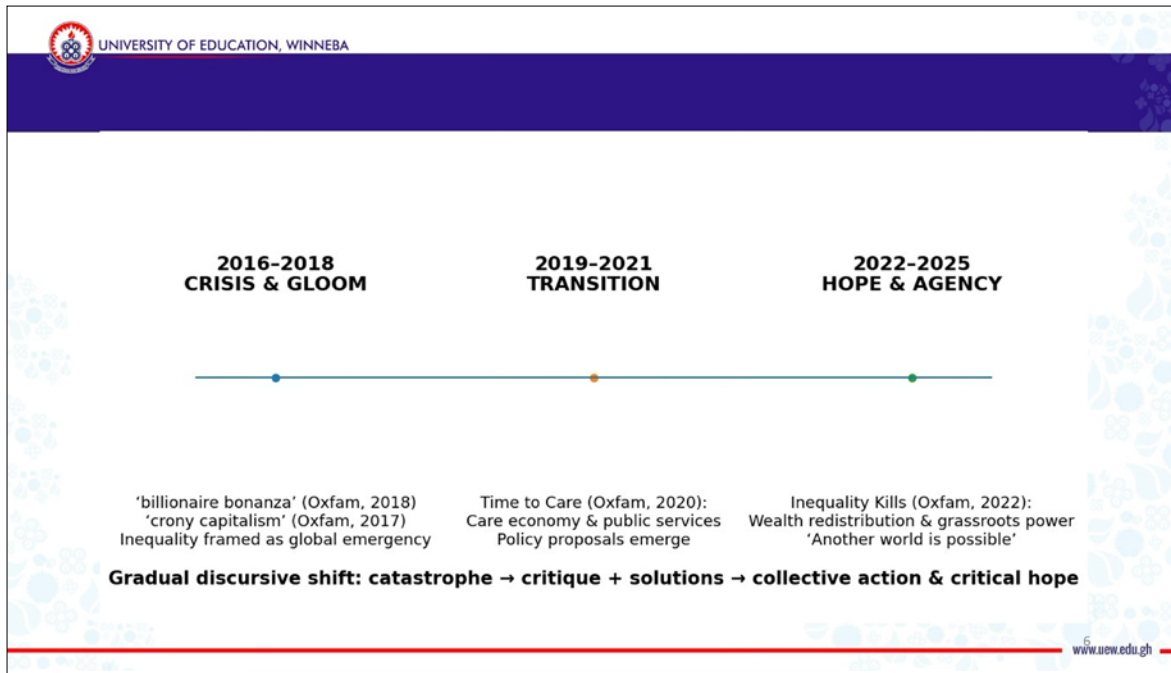 UNIVERSITY OF EDUCATION, WINNEBA
2016–2018
CRISIS & GLOOM
2019–2021
TRANSITION
2022–2025
HOPE & AGENCY
‘billionaire bonanza’ (Oxfam, 2018)
‘crony capitalism’ (Oxfam, 2017)
Inequality framed as global emergency
Time to Care (Oxfam, 2020):
Care economy & public services
Policy proposals emerge
Inequality Kills (Oxfam, 2022):
Wealth redistribution & grassroots power
‘Another world is possible’
Gradual discursive shift: catastrophe → critique + solutions → collective action & critical hope
6
www.uew.edu.gh